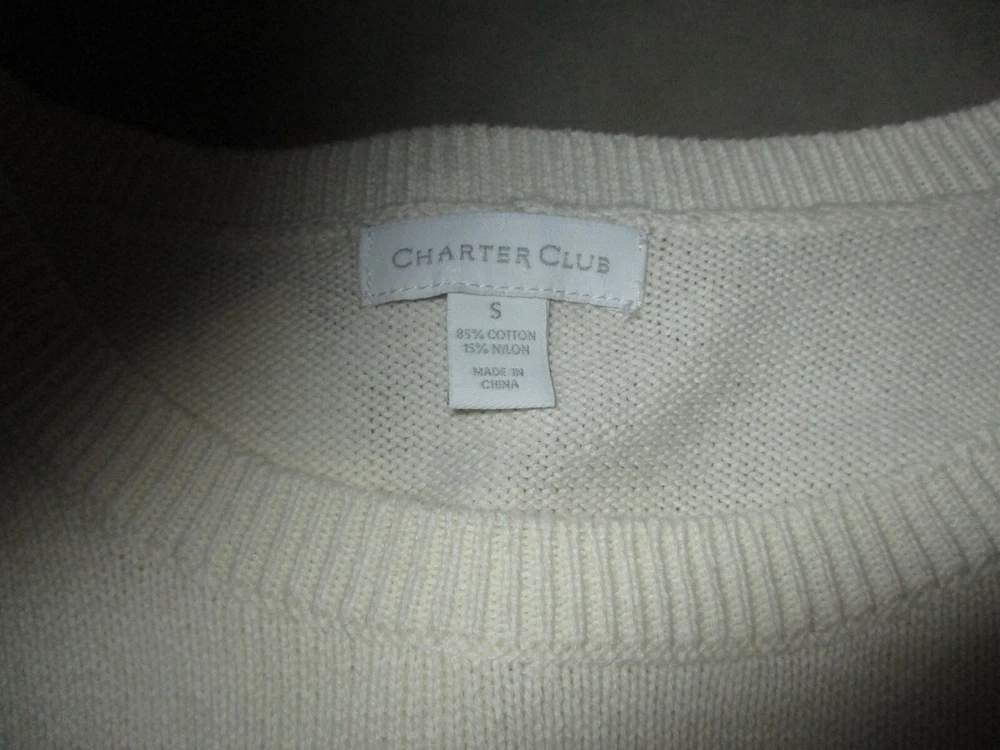 CHARTER CLUB
S
85% COTTON
15% NYLON
MADE IN
CHINA